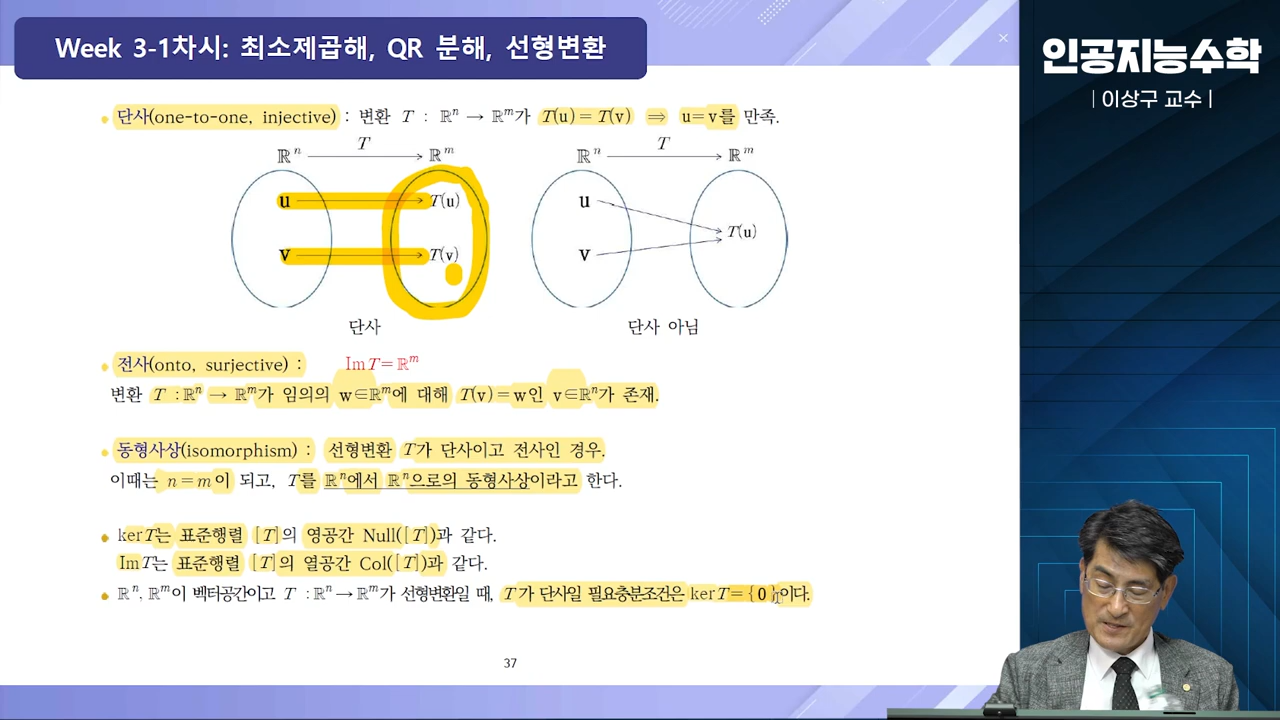 Week 3-1차시: 최소제곱해, QR 분해, 선형변환
인공지능수학
| 이상구 교수 |
단사(one-to-one, injective) : 변환 T : ℝⁿ → ℝᵐ가 T(u) = T(v) ⟹ u=v를 만족.
ℝⁿ T ℝᵐ ℝⁿ T ℝᵐ
u T(u) u
T(u)
v T(v) v
단사 단사 아님
전사(onto, surjective) : Im T = ℝᵐ
변환 T : ℝⁿ → ℝᵐ가 임의의 w∈ℝᵐ에 대해 T(v) = w인 v∈ℝⁿ가 존재.
동형사상(isomorphism) : 선형변환 T가 단사이고 전사인 경우.
이때는 n = m이 되고, T를 ℝⁿ에서 ℝⁿ으로의 동형사상이라고 한다.
ker T는 표준행렬 [T]의 영공간 Null([T])과 같다.
Im T는 표준행렬 [T]의 열공간 Col([T])과 같다.
ℝⁿ, ℝᵐ이 벡터공간이고 T : ℝⁿ → ℝᵐ가 선형변환일 때, T가 단사일 필요충분조건은 ker T = {0}이다.
37